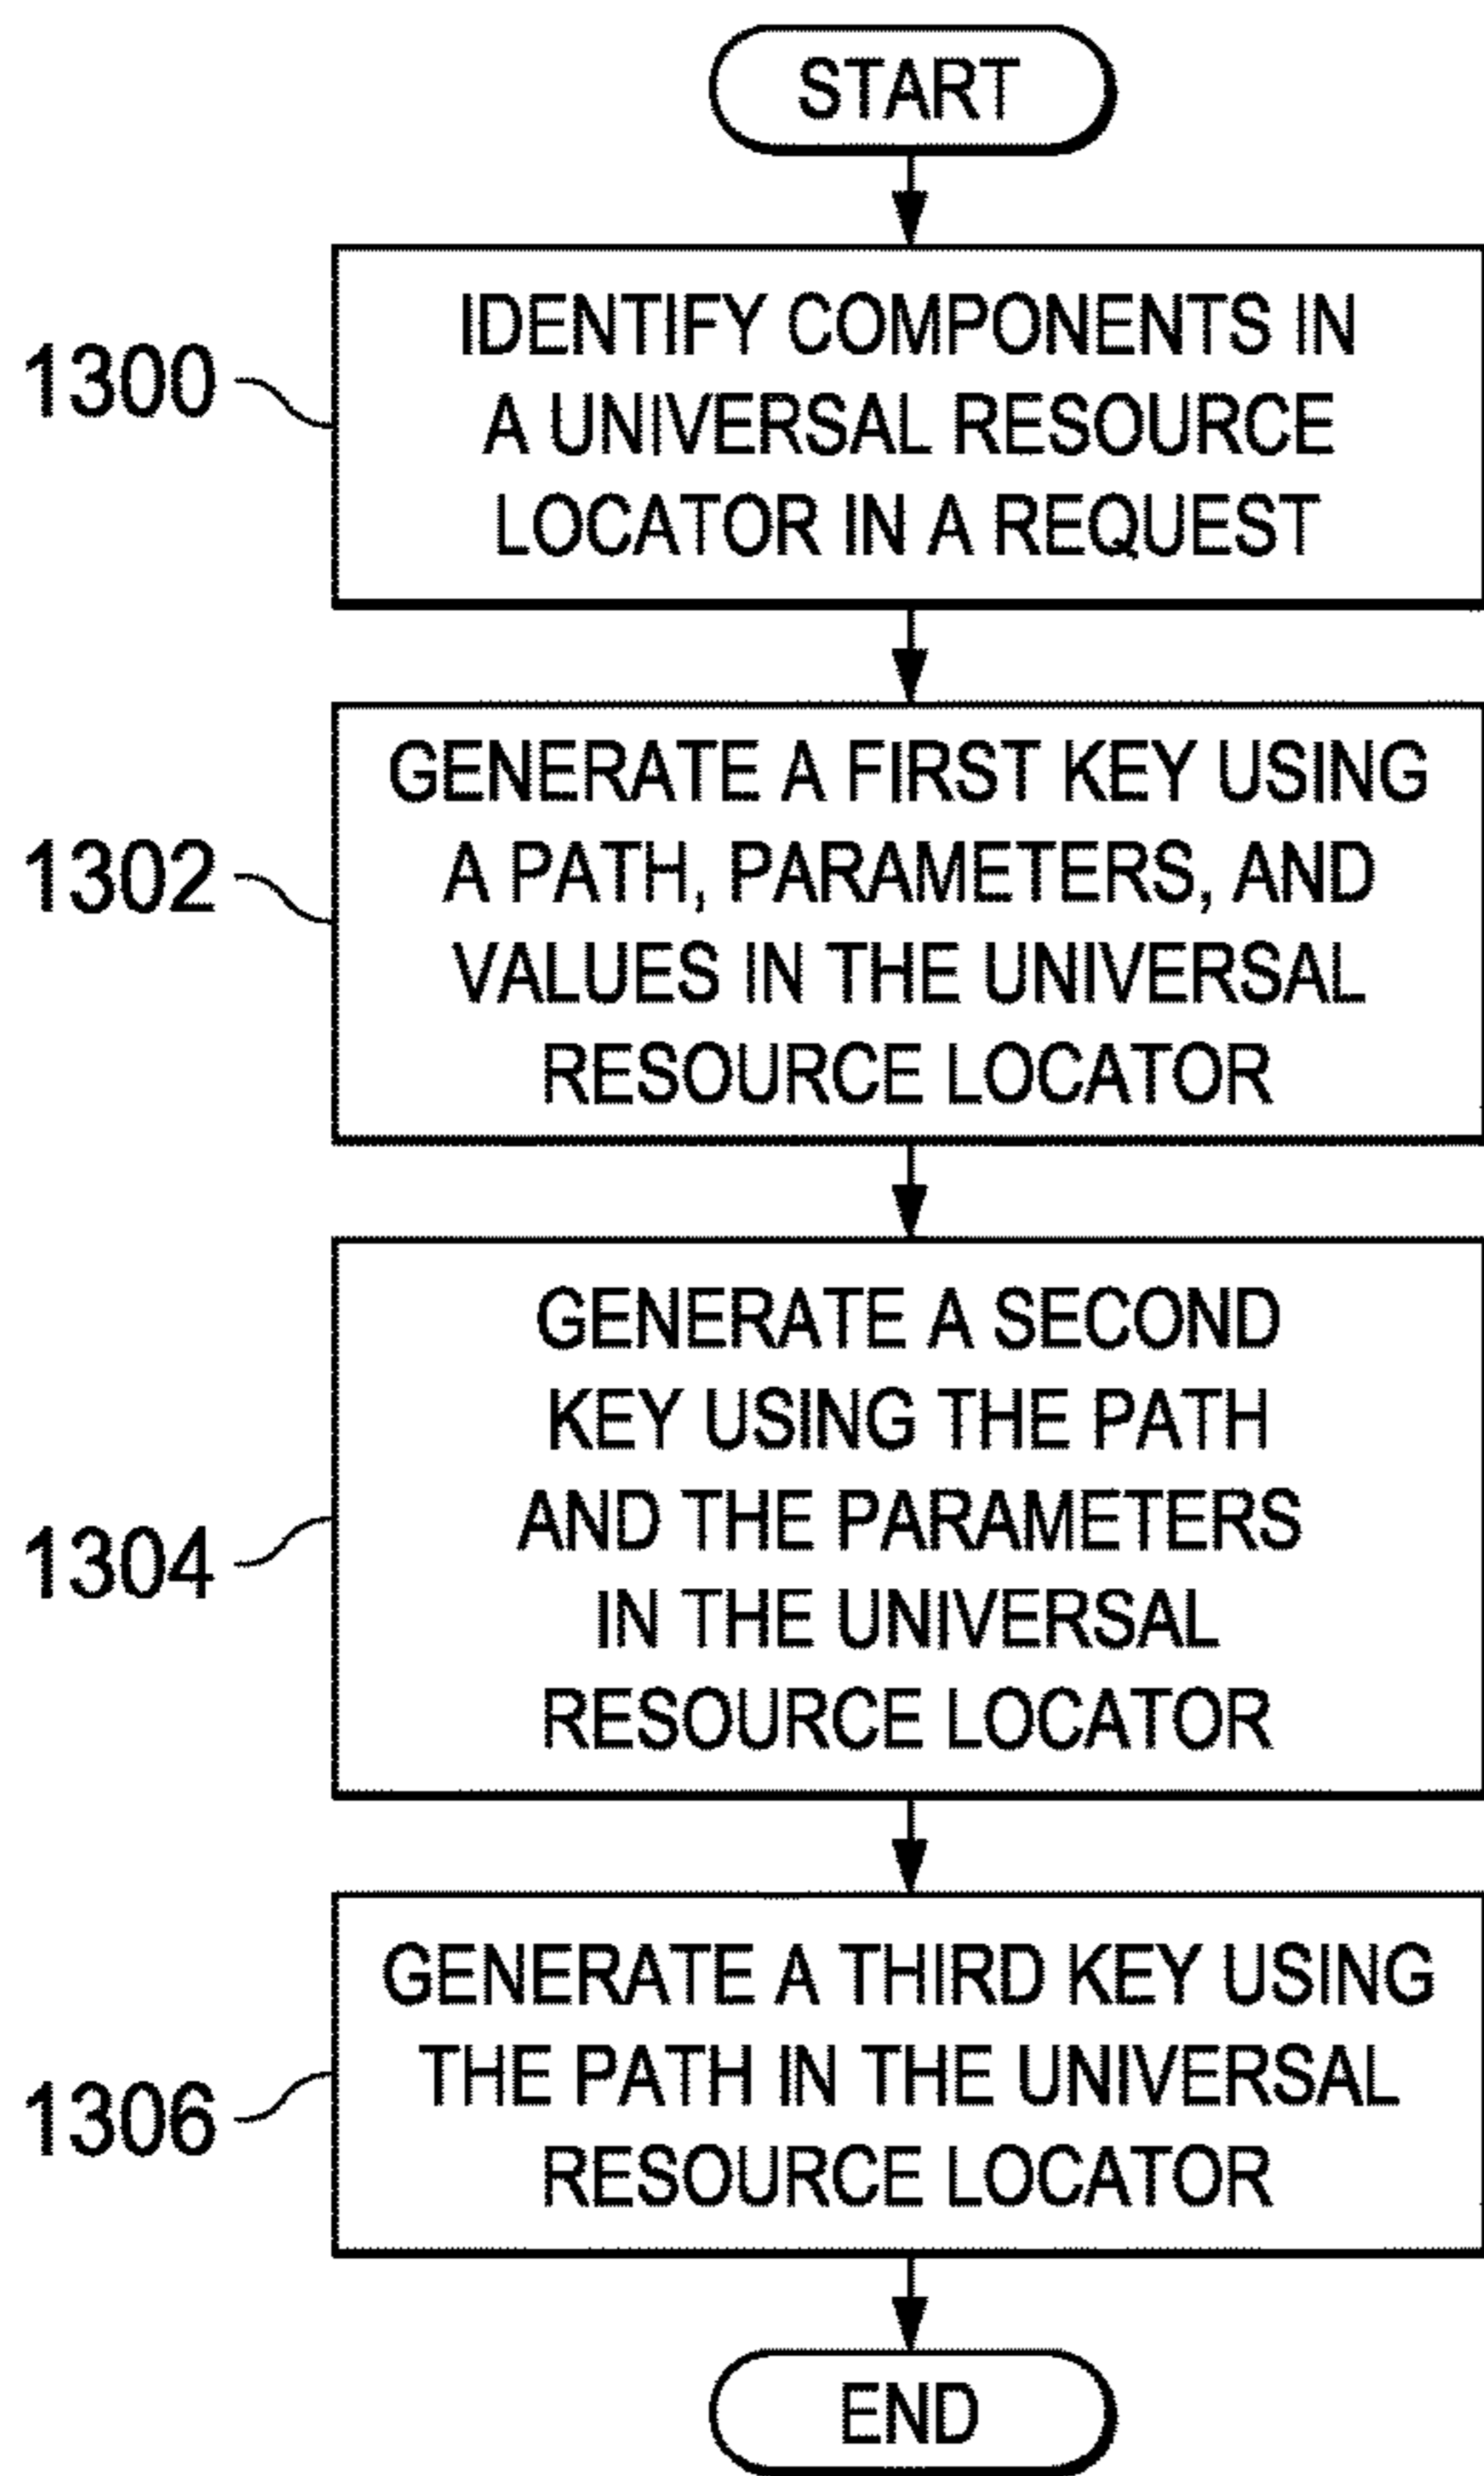 START
1300
IDENTIFY COMPONENTS IN
A UNIVERSAL RESOURCE
LOCATOR IN A REQUEST
1302
GENERATE A FIRST KEY USING
A PATH, PARAMETERS, AND
VALUES IN THE UNIVERSAL
RESOURCE LOCATOR
1304
GENERATE A SECOND
KEY USING THE PATH
AND THE PARAMETERS
IN THE UNIVERSAL
RESOURCE LOCATOR
1306
GENERATE A THIRD KEY USING
THE PATH IN THE UNIVERSAL
RESOURCE LOCATOR
END